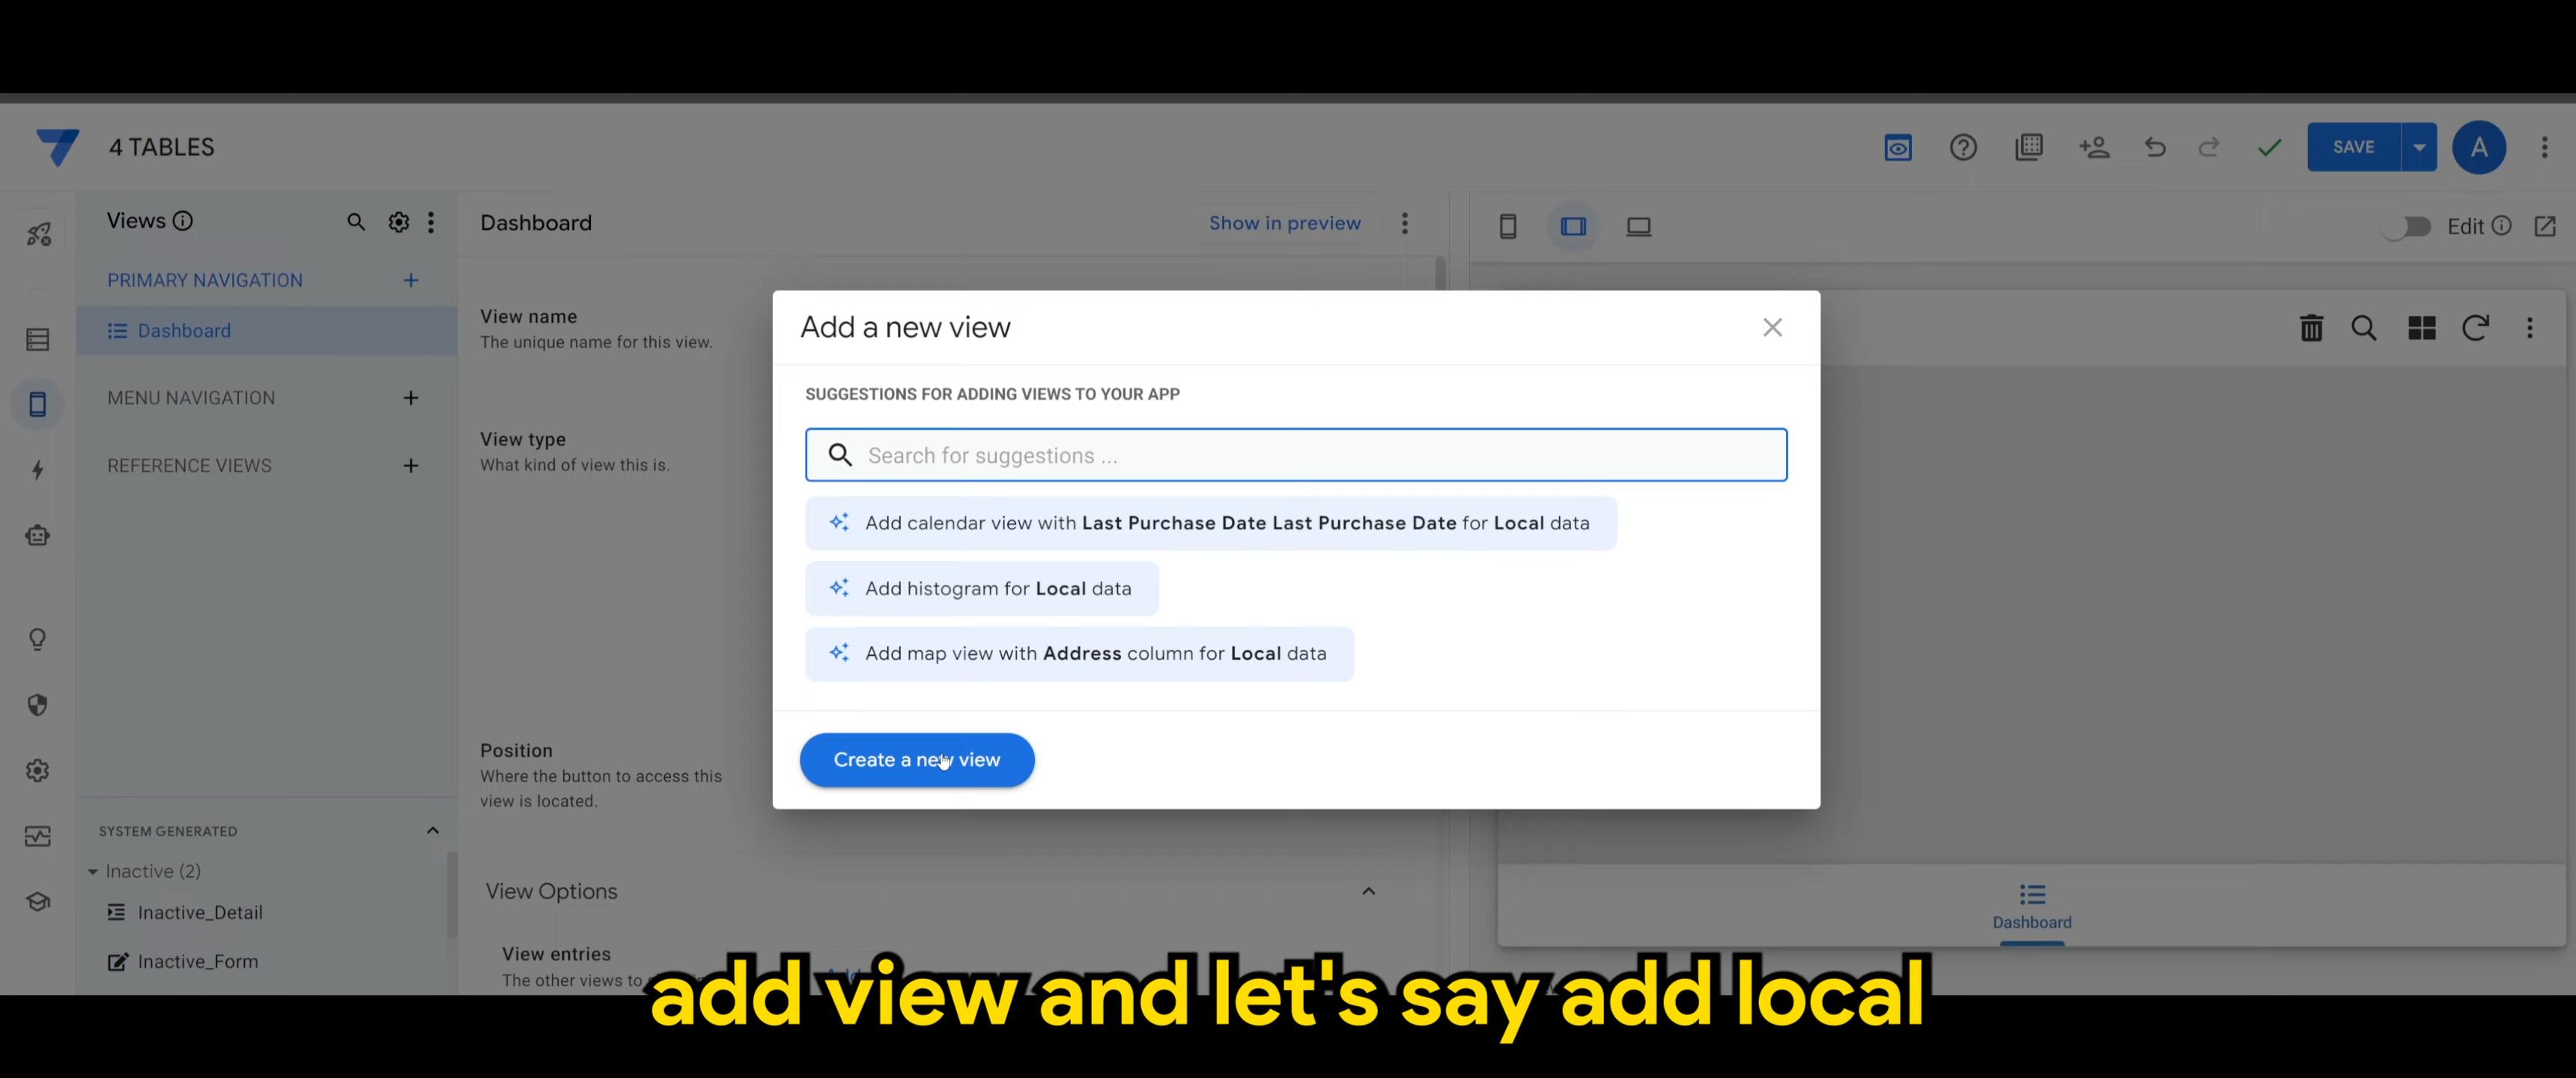 4 TABLES
SAVE
A
Views
PRIMARY NAVIGATION
Dashboard
MENU NAVIGATION
REFERENCE VIEWS
SYSTEM GENERATED
Inactive (2)
Inactive_Detail
Inactive_Form
Dashboard
Show in preview
View name
The unique name for this view.
View type
What kind of view this is.
Position
Where the button to access this
view is located.
View Options
View entries
The other views to
Add a new view
SUGGESTIONS FOR ADDING VIEWS TO YOUR APP
Search for suggestions ...
Add calendar view with Last Purchase Date Last Purchase Date for Local data
Add histogram for Local data
Add map view with Address column for Local data
Create a new view
Edit
Dashboard
add view and let's say add local